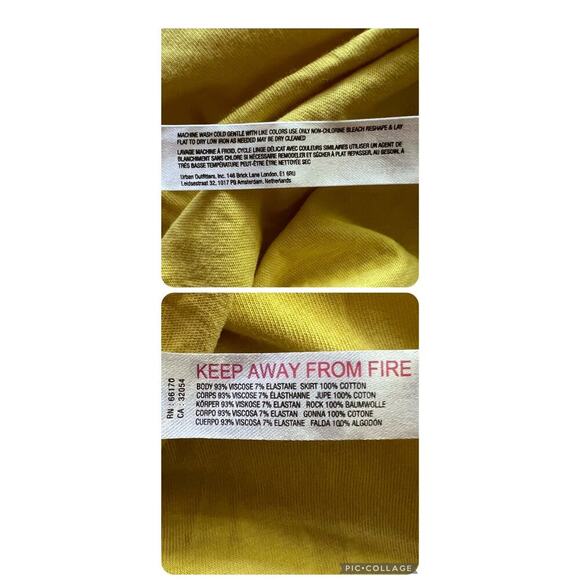 MACHINE WASH COLD GENTLE WITH LIKE COLORS USE ONLY NON-CHLORINE BLEACH RESHAPE & LAY
FLAT TO DRY LOW IRON AS NEEDED MAY BE DRY CLEANED
LAVAGE MACHINE À FROID, CYCLE LINGE DÉLICAT AVEC COULEURS SIMILAIRES UTILISER UN AGENT DE
BLANCHIMENT SANS CHLORE SI NÉCESSAIRE REMODELER ET SÉCHER À PLAT REPASSER, AU BESOIN, À
TRÈS BASSE TEMPÉRATURE PEUT-ÊTRE ÊTRE NETTOYÉE SEC
Urban Outfitters, Inc. 146 Brick Lane London, E1 6RU
Leidsestraat 32, 1017 PB Amsterdam, Netherlands
RN : 66170
CA : 32054
KEEP AWAY FROM FIRE
BODY 93% VISCOSE 7% ELASTANE SKIRT 100% COTTON
CORPS 93% VISCOSE 7% ÉLASTHANNE JUPE 100% COTON
KÖRPER 93% VISKOSE 7% ELASTAN ROCK 100% BAUMWOLLE
CORPO 93% VISCOSA 7% ELASTAN GONNA 100% COTONE
CUERPO 93% VISCOSA 7% ELASTANE FALDA 100% ALGODÓN
PIC•COLLAGE